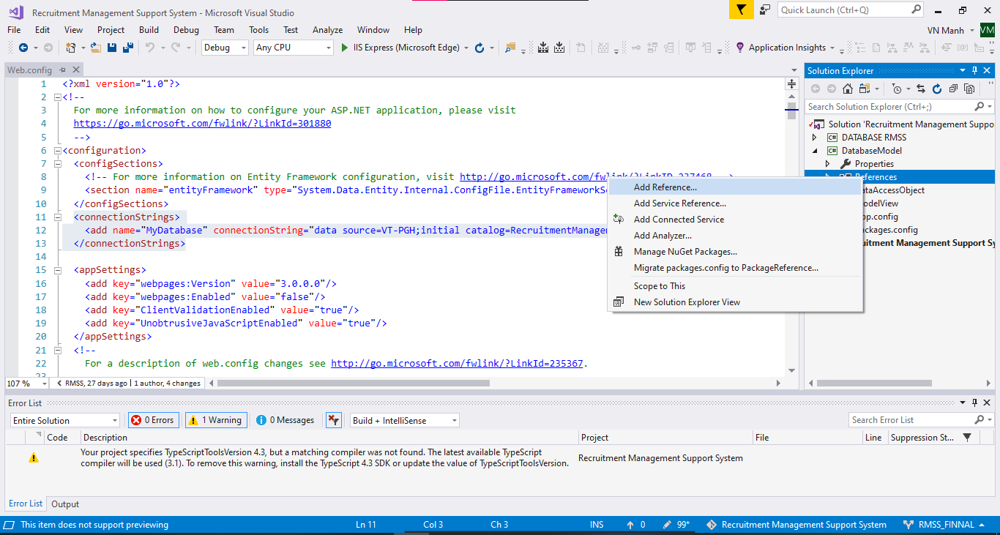 Recruitment Management Support System - Microsoft Visual Studio
Quick Launch (Ctrl+Q)
File Edit View Project Build Debug Team Tools Test Analyze Window Help
VN Manh VM
Debug Any CPU IIS Express (Microsoft Edge) Application Insights
Web.config
1 <?xml version="1.0"?>
2 <!--
3 For more information on how to configure your ASP.NET application, please visit
4 https://go.microsoft.com/fwlink/?LinkId=301880
5 -->
6 <configuration>
7 <configSections>
8 <!-- For more information on Entity Framework configuration, visit http://go.microsoft.com/fwlink/?LinkID=237468 -->
9 <section name="entityFramework" type="System.Data.Entity.Internal.ConfigFile.EntityFrameworkSe
10 </configSections>
11 <connectionStrings>
12 <add name="MyDatabase" connectionString="data source=VT-PGH;initial catalog=RecruitmentManagem
13 </connectionStrings>
14
15 <appSettings>
16 <add key="webpages:Version" value="3.0.0.0"/>
17 <add key="webpages:Enabled" value="false"/>
18 <add key="ClientValidationEnabled" value="true"/>
19 <add key="UnobtrusiveJavaScriptEnabled" value="true"/>
20 </appSettings>
21 <!--
22 For a description of web.config changes see http://go.microsoft.com/fwlink/?LinkId=235367.
23
107 % RMSS, 27 days ago | 1 author, 4 changes
Solution Explorer
Search Solution Explorer (Ctrl+;)
Solution 'Recruitment Management Suppo
C# DATABASE RMSS
C# DatabaseModel
Properties
References
ataAccessObject
odelView
pp.config
ackages.config
ruitment Management Support Sy
Add Reference...
Add Service Reference...
Add Connected Service
Add Analyzer...
Manage NuGet Packages...
Migrate packages.config to PackageReference...
Scope to This
New Solution Explorer View
Error List
Entire Solution 0 Errors 1 Warning 0 Messages Build + IntelliSense Search Error List
Code Description Project File Line Suppression St...
Your project specifies TypeScriptToolsVersion 4.3, but a matching compiler was not found. The latest available TypeScript
compiler will be used (3.1). To remove this warning, install the TypeScript 4.3 SDK or update the value of TypeScriptToolsVersion.
Recruitment Management Support System
Error List Output
This item does not support previewing Ln 11 Col 3 Ch 3 INS 0 99* Recruitment Management Support System RMSS_FINNAL